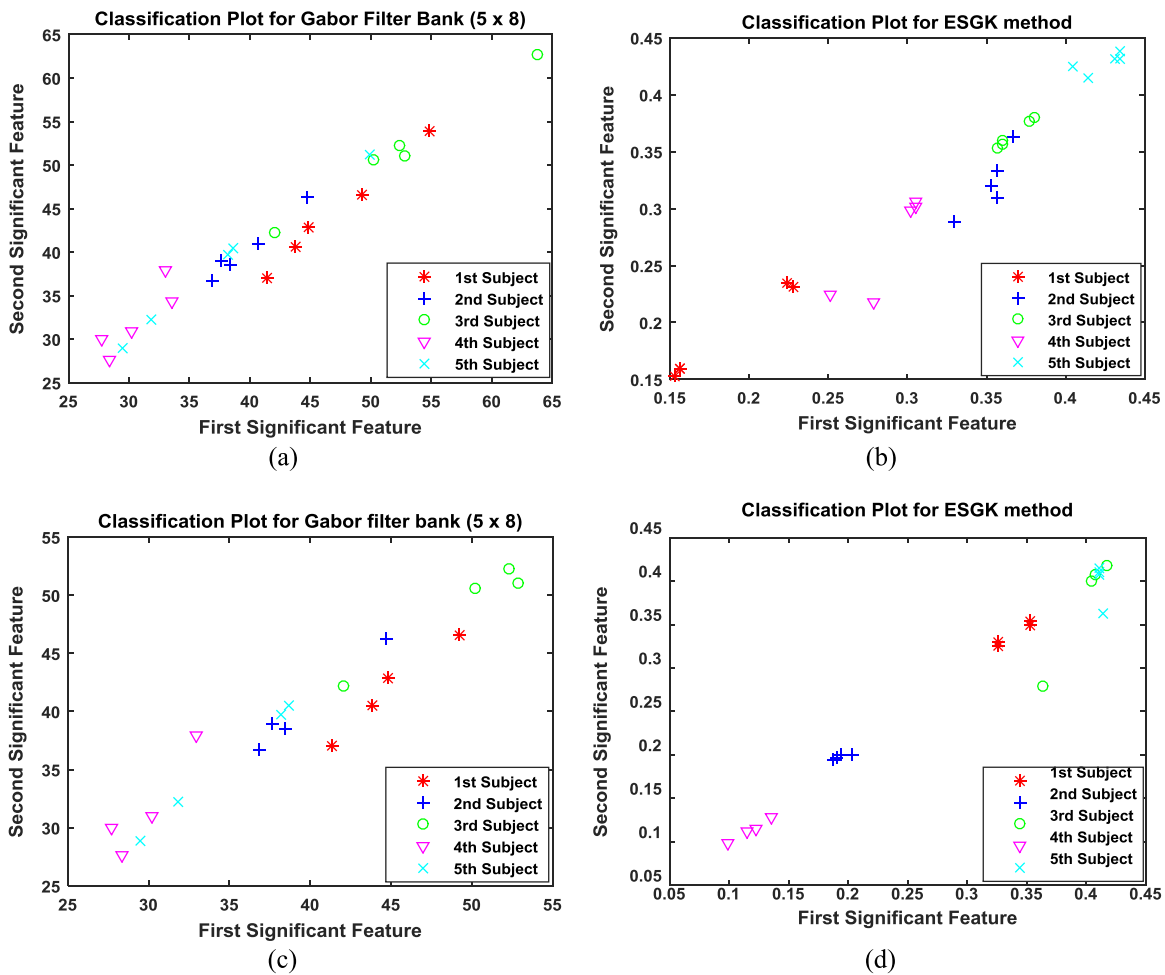 Classification Plot for Gabor Filter Bank (5 x 8)
65
60
55
50
45
40
35
30
25
25 30 35 40 45 50 55 60 65
Second Significant Feature
First Significant Feature
1st Subject
2nd Subject
3rd Subject
4th Subject
5th Subject
(a)
Classification Plot for ESGK method
0.45
0.4
0.35
0.3
0.25
0.2
0.15
0.15 0.2 0.25 0.3 0.35 0.4 0.45
Second Significant Feature
First Significant Feature
1st Subject
2nd Subject
3rd Subject
4th Subject
5th Subject
(b)
Classification Plot for Gabor filter bank (5 x 8)
55
50
45
40
35
30
25
25 30 35 40 45 50 55
Second Significant Feature
First Significant Feature
1st Subject
2nd Subject
3rd Subject
4th Subject
5th Subject
(c)
Classification Plot for ESGK method
0.45
0.4
0.35
0.3
0.25
0.2
0.15
0.1
0.05
0.05 0.1 0.15 0.2 0.25 0.3 0.35 0.4 0.45
Second Significant Feature
First Significant Feature
1st Subject
2nd Subject
3rd Subject
4th Subject
5th Subject
(d)